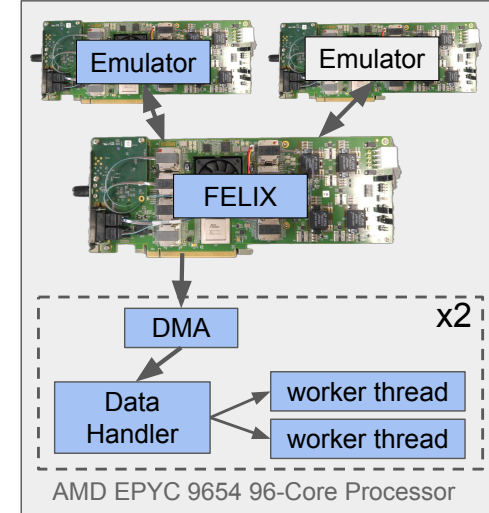 Emulator
Emulator
FELIX
x2
DMA
Data
Handler
worker thread
worker thread
AMD EPYC 9654 96-Core Processor